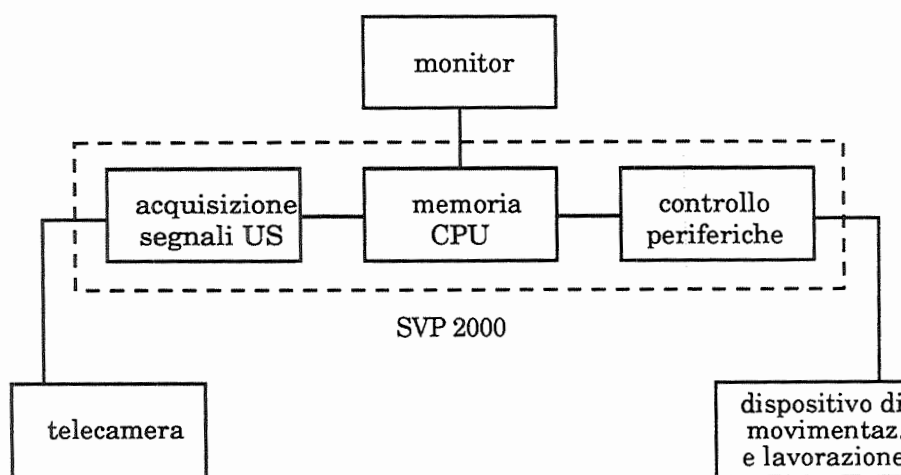 monitor
acquisizione
segnali US
memoria
CPU
controllo
periferiche
SVP 2000
telecamera
dispositivo di
movimentaz.
e lavorazione